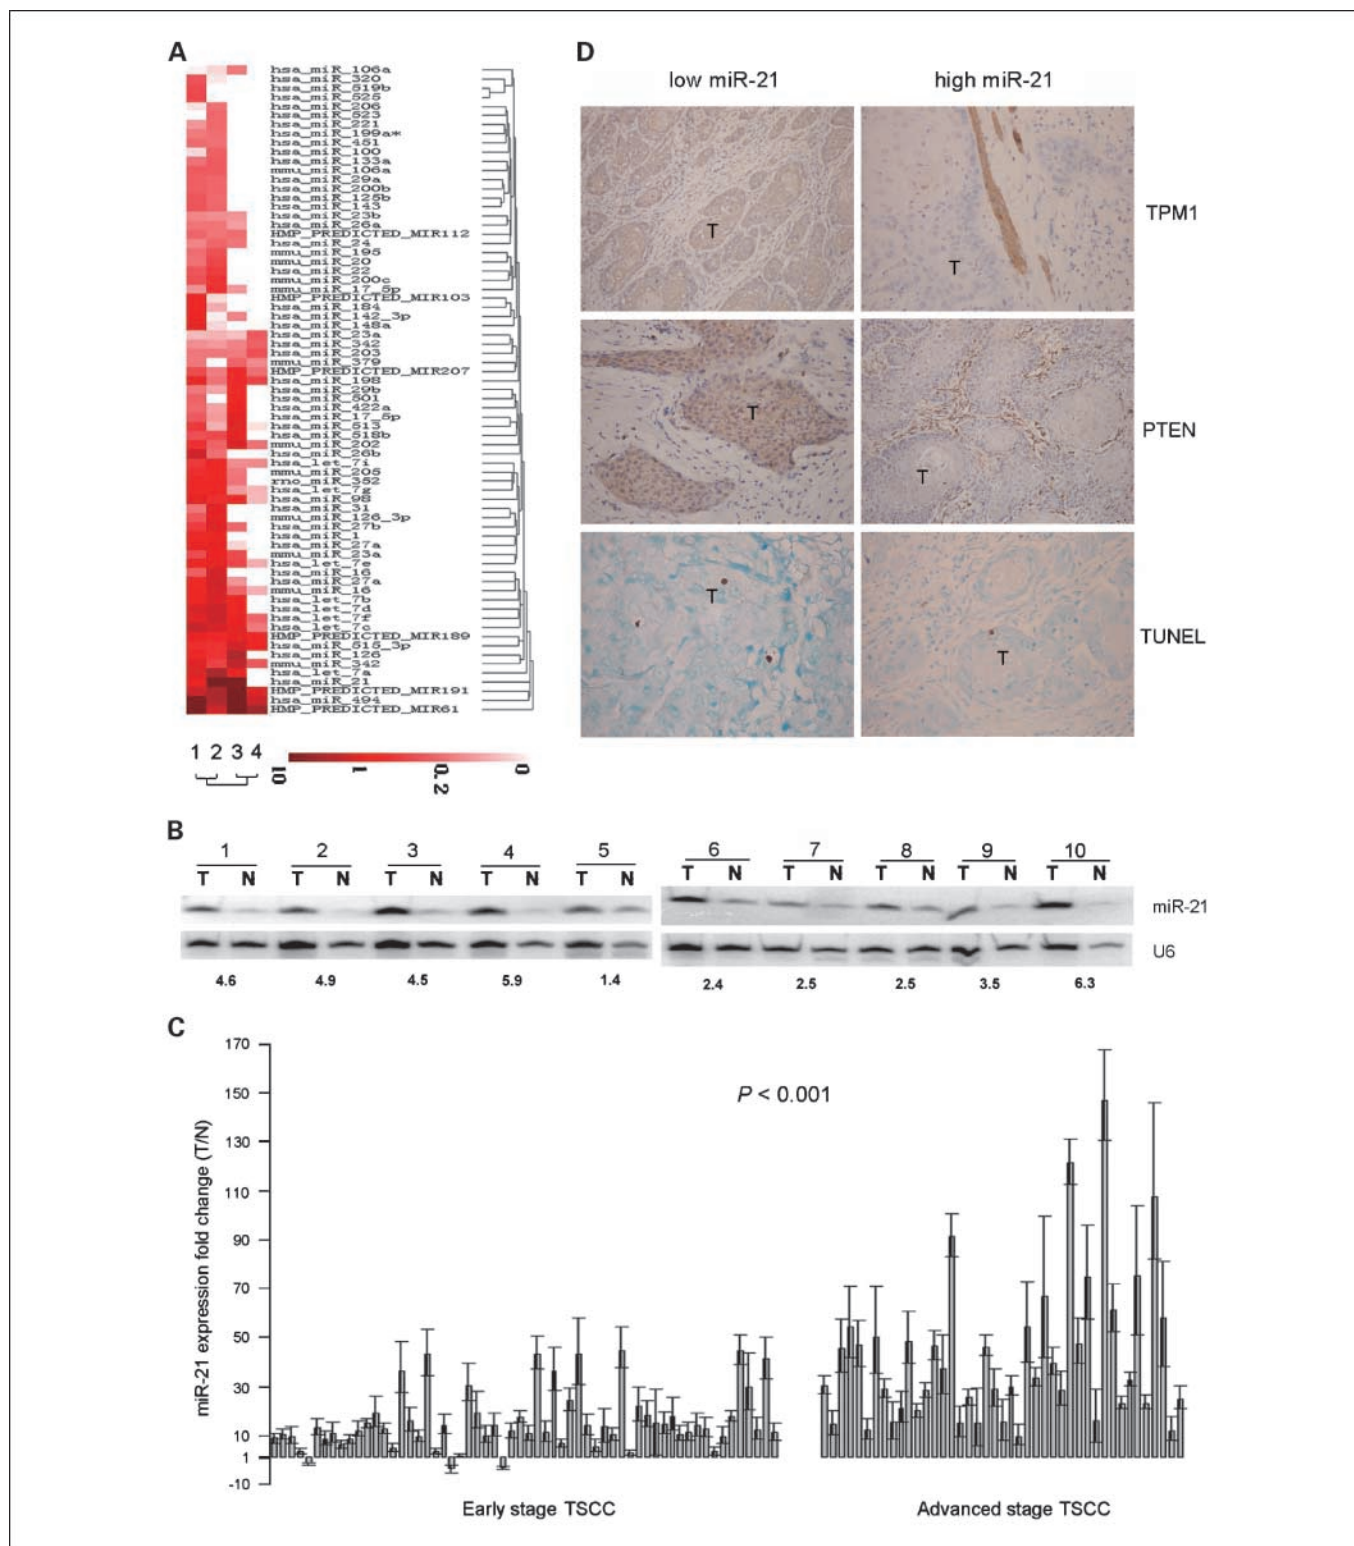 A
hsa_miR_106a
hsa_miR_320
hsa_miR_519b
hsa_miR_525
hsa_miR_206
hsa_miR_523
hsa_miR_221
hsa_miR_199a*
hsa_miR_451
hsa_miR_100
hsa_miR_133a
mmu_miR_106a
hsa_miR_29a
hsa_miR_200b
hsa_miR_125b
hsa_miR_143
hsa_miR_23b
hsa_miR_26a
HMP_PREDICTED_MIR112
hsa_miR_24
mmu_miR_195
mmu_miR_20
hsa_miR_22
mmu_miR_200c
mmu_miR_17_5p
HMP_PREDICTED_MIR103
hsa_miR_184
hsa_miR_142_3p
hsa_miR_148a
hsa_miR_23a
hsa_miR_342
hsa_miR_203
mmu_miR_379
HMP_PREDICTED_MIR207
hsa_miR_198
hsa_miR_29b
hsa_miR_501
hsa_miR_422a
hsa_miR_17_5p
hsa_miR_513
hsa_miR_518b
mmu_miR_202
hsa_miR_26b
hsa_let_7i
mmu_miR_205
rno_miR_352
hsa_let_7g
hsa_miR_98
hsa_miR_31
mmu_miR_126_3p
hsa_miR_27b
hsa_miR_1
hsa_miR_27a
mmu_miR_23a
hsa_let_7e
hsa_miR_16
hsa_miR_27a
mmu_miR_16
hsa_let_7b
hsa_let_7d
hsa_let_7f
hsa_let_7c
HMP_PREDICTED_MIR189
hsa_miR_515_3p
hsa_miR_126
mmu_miR_342
hsa_let_7a
hsa_miR_21
HMP_PREDICTED_MIR191
hsa_miR_494
HMP_PREDICTED_MIR61
1 2 3 4
10 1 0.2 0
D
low miR-21 high miR-21
T T TPM1
T T PTEN
T T TUNEL
B
1 2 3 4 5 6 7 8 9 10
T N T N T N T N T N T N T N T N T N T N
miR-21
U6
4.6 4.9 4.5 5.9 1.4 2.4 2.5 2.5 3.5 6.3
C
miR-21 expression fold change (T/N)
170
150
130
110
90
70
50
30
10
1
-10
P < 0.001
Early stage TSCC Advanced stage TSCC